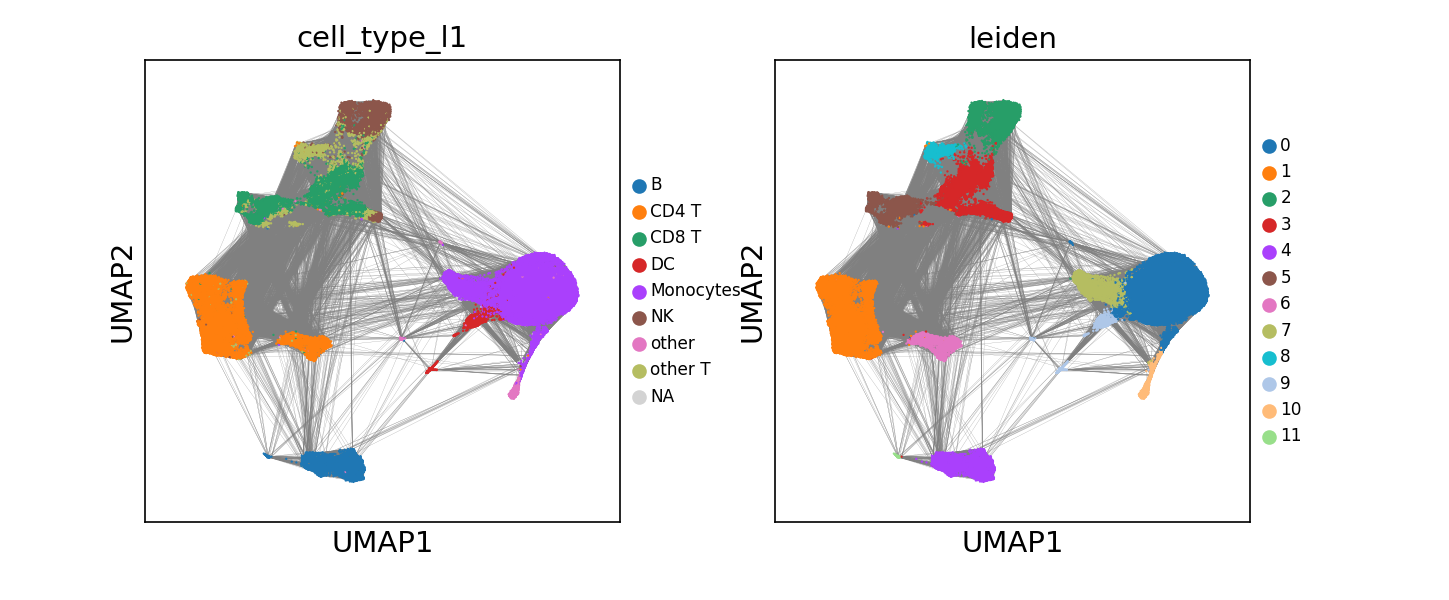 cell_type_l1
UMAP2
UMAP1
B
CD4 T
CD8 T
DC
Monocytes
NK
other
other T
NA
leiden
UMAP2
UMAP1
0
1
2
3
4
5
6
7
8
9
10
11